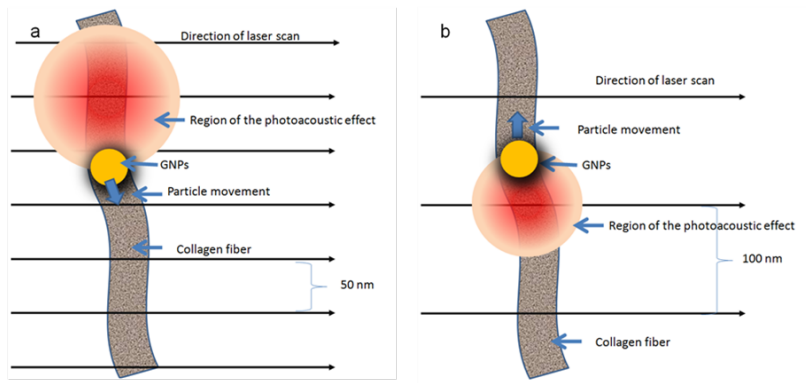 a
Direction of laser scan
Region of the photoacoustic effect
GNPs
Particle movement
Collagen fiber
50 nm
b
Direction of laser scan
Particle movement
GNPs
Region of the photoacoustic effect
100 nm
Collagen fiber